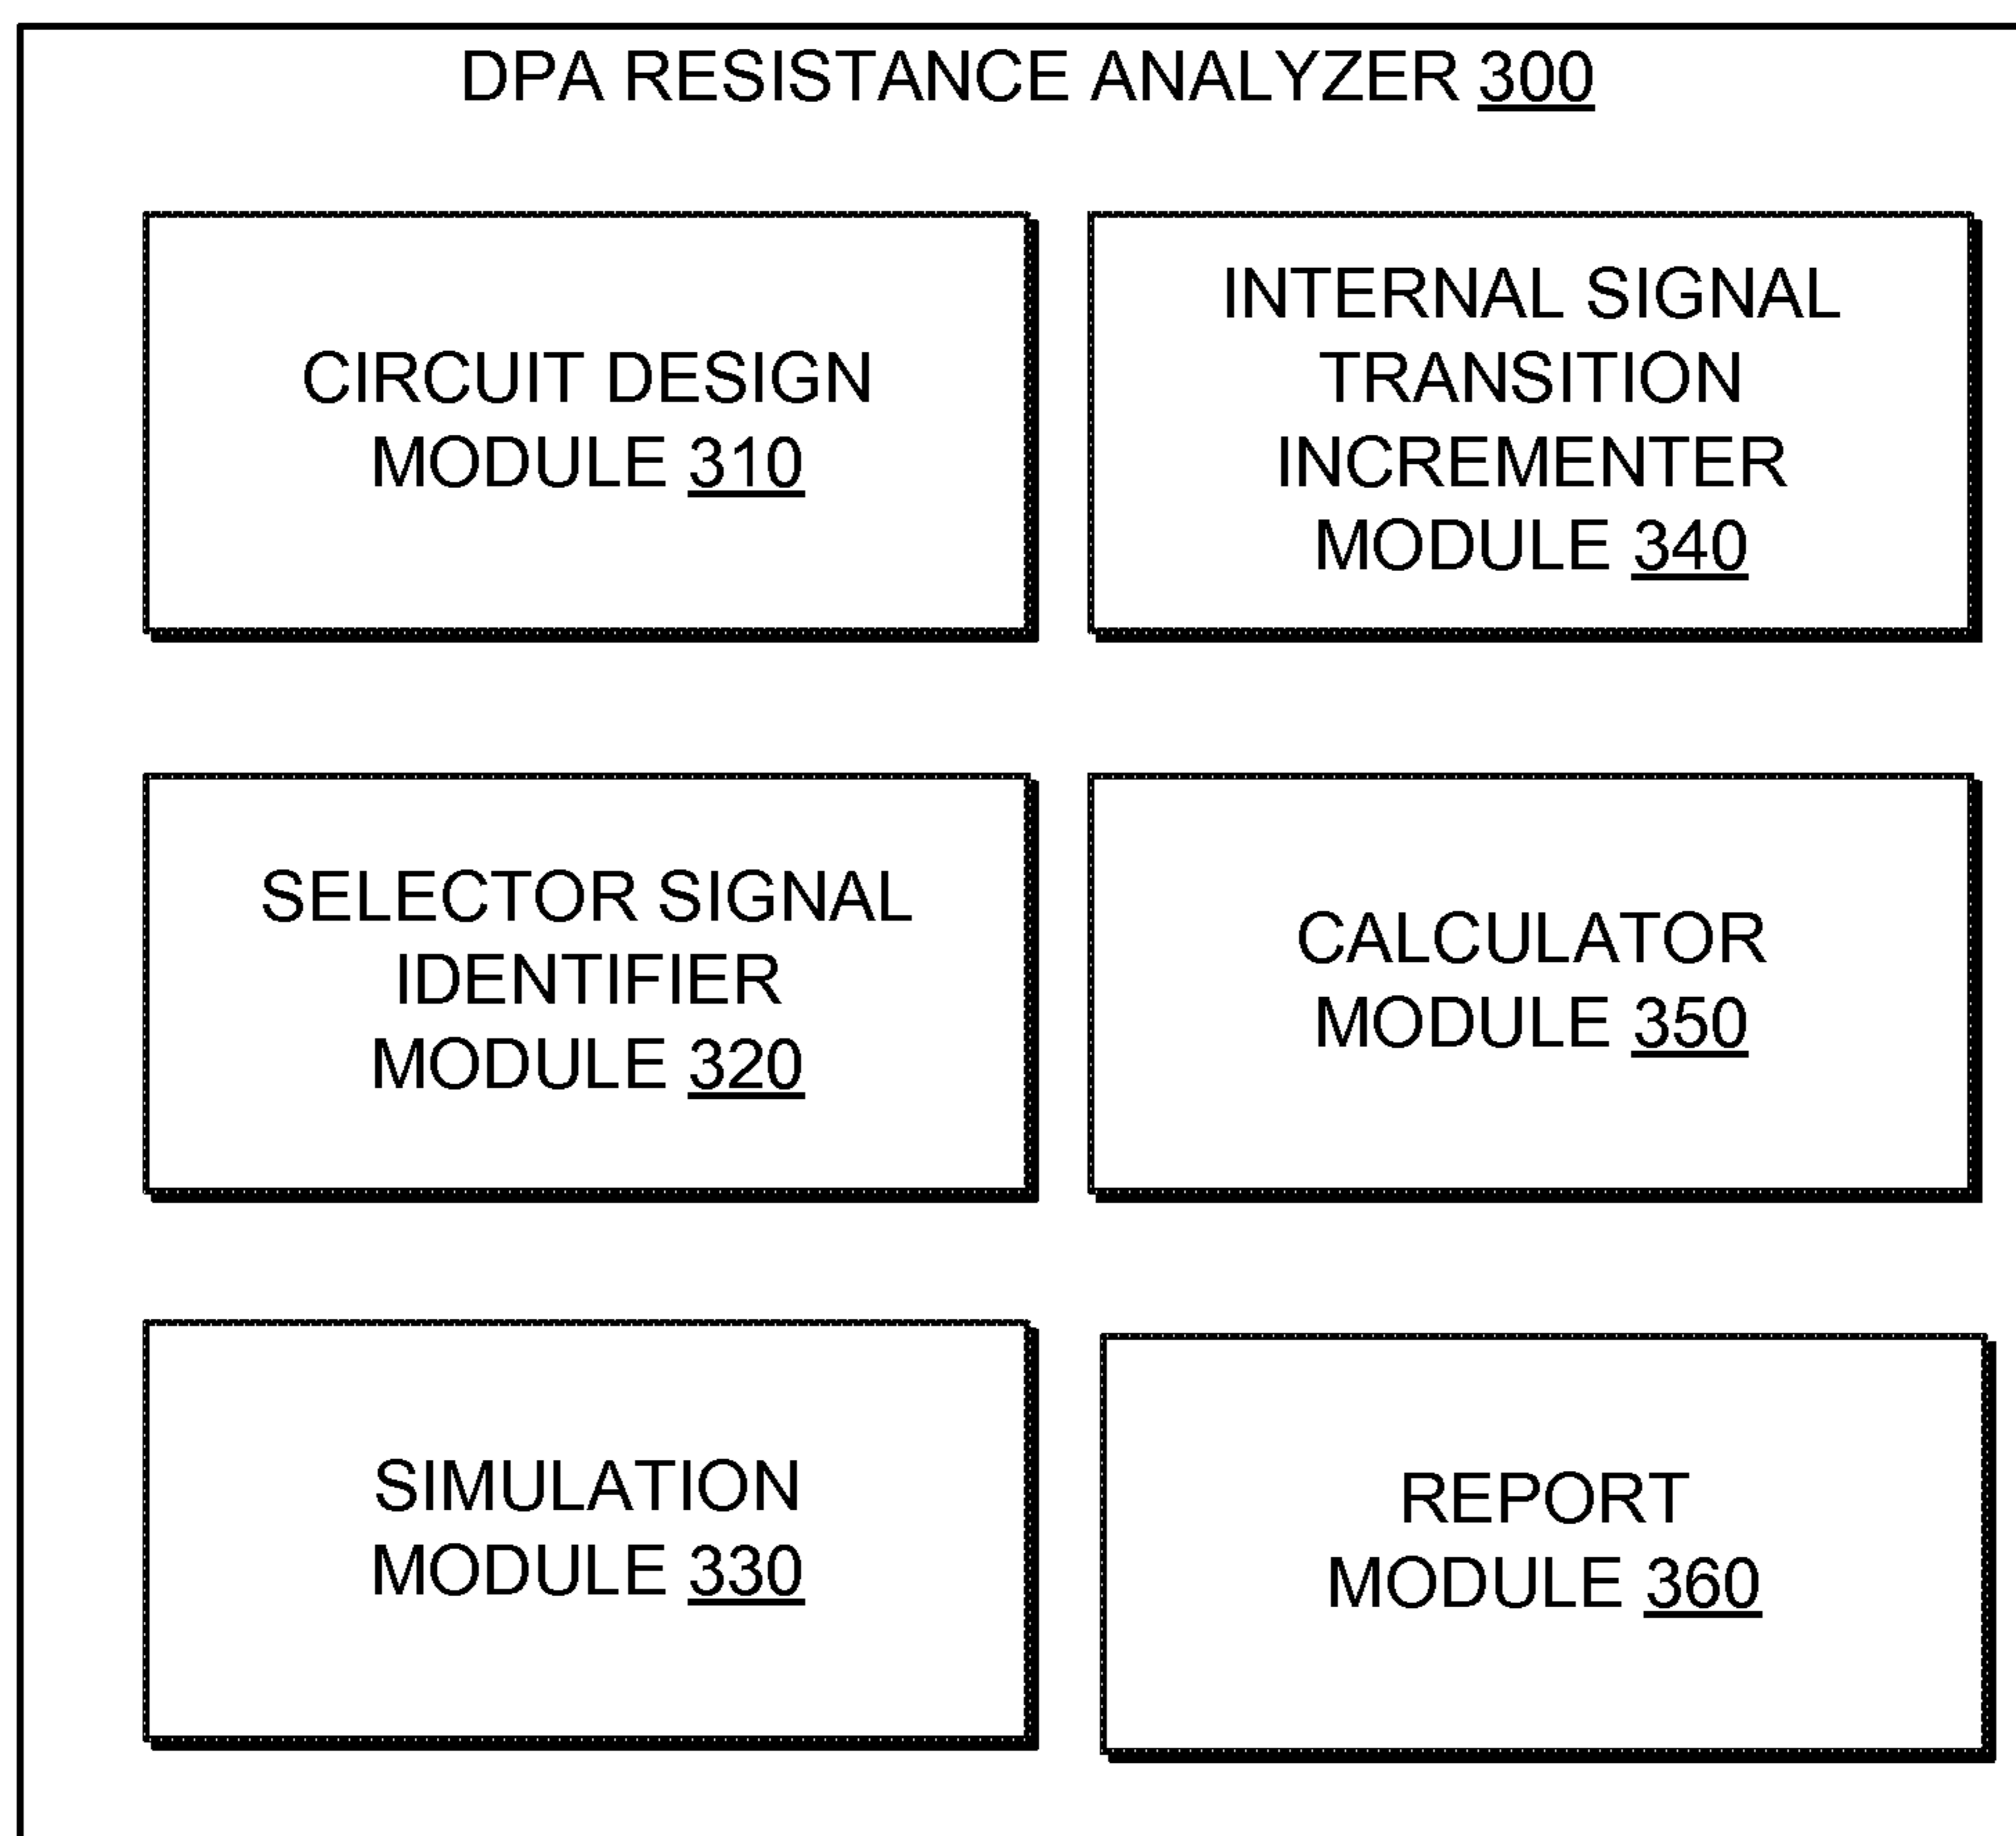 DPA RESISTANCE ANALYZER 300
CIRCUIT DESIGN
MODULE 310
INTERNAL SIGNAL
TRANSITION
INCREMENTER
MODULE 340
SELECTOR SIGNAL
IDENTIFIER
MODULE 320
CALCULATOR
MODULE 350
SIMULATION
MODULE 330
REPORT
MODULE 360